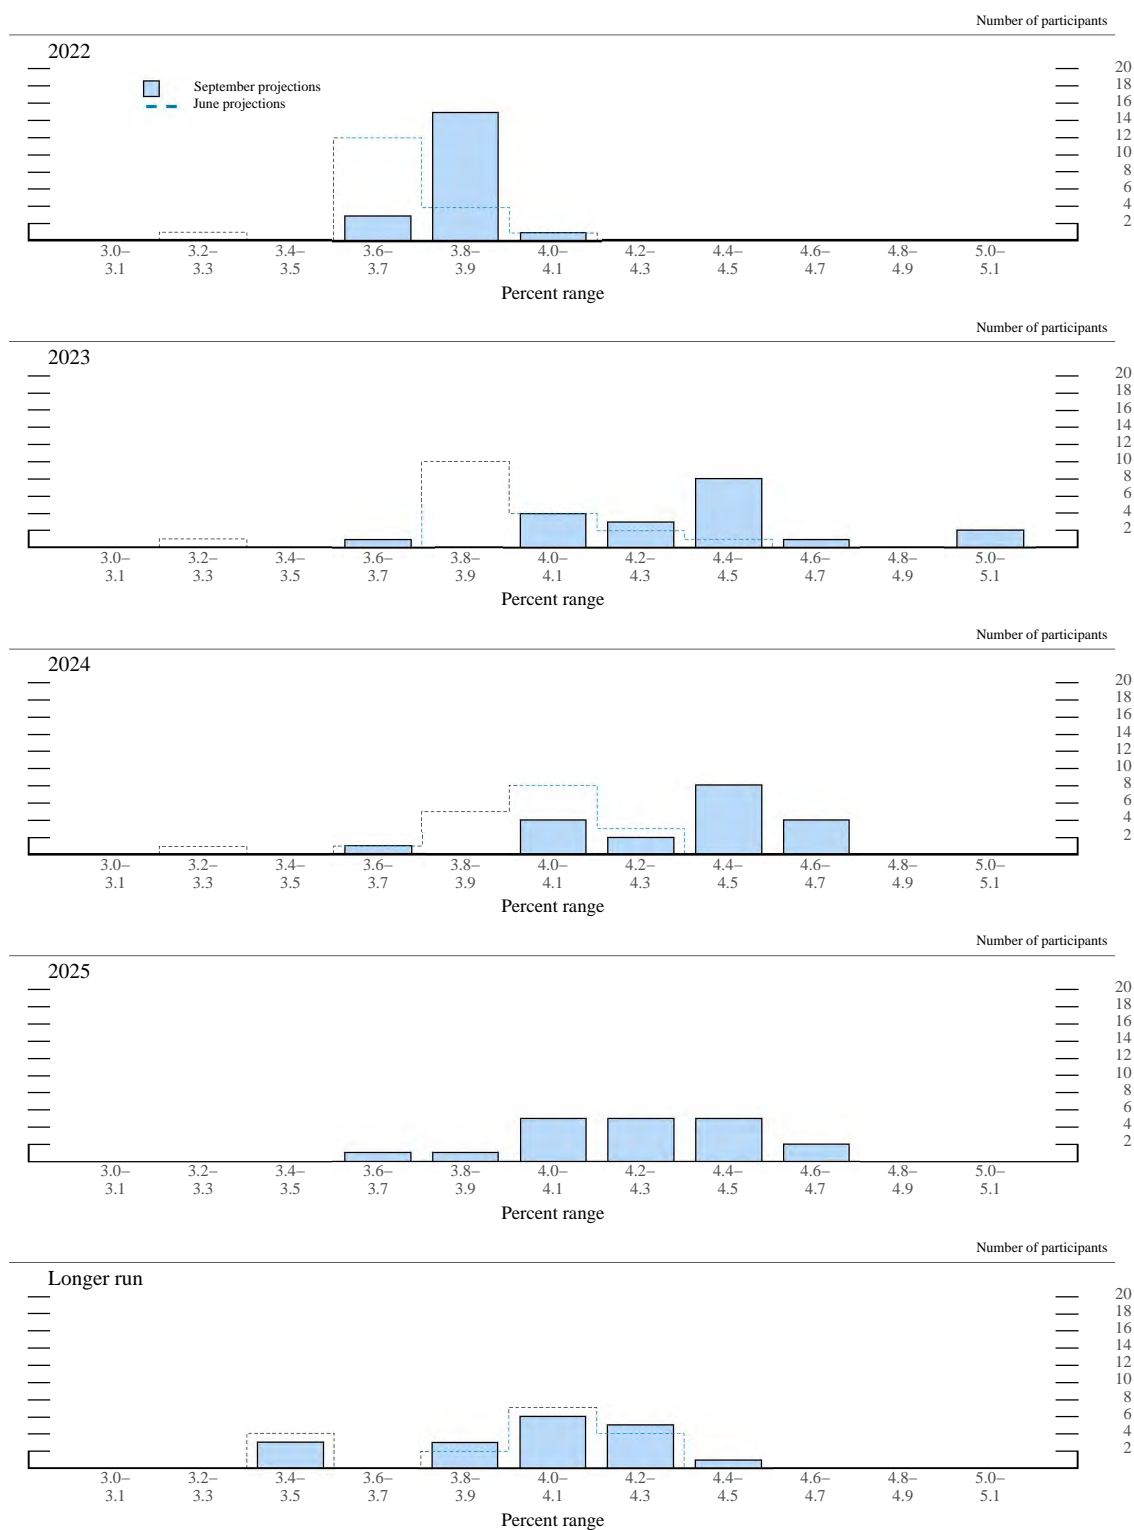 Number of participants
2022
September projections
June projections
20
18
16
14
12
10
8
6
4
2
3.0– 3.2– 3.4– 3.6– 3.8– 4.0– 4.2– 4.4– 4.6– 4.8– 5.0–
3.1 3.3 3.5 3.7 3.9 4.1 4.3 4.5 4.7 4.9 5.1
Percent range
Number of participants
2023
20
18
16
14
12
10
8
6
4
2
3.0– 3.2– 3.4– 3.6– 3.8– 4.0– 4.2– 4.4– 4.6– 4.8– 5.0–
3.1 3.3 3.5 3.7 3.9 4.1 4.3 4.5 4.7 4.9 5.1
Percent range
Number of participants
2024
20
18
16
14
12
10
8
6
4
2
3.0– 3.2– 3.4– 3.6– 3.8– 4.0– 4.2– 4.4– 4.6– 4.8– 5.0–
3.1 3.3 3.5 3.7 3.9 4.1 4.3 4.5 4.7 4.9 5.1
Percent range
Number of participants
2025
20
18
16
14
12
10
8
6
4
2
3.0– 3.2– 3.4– 3.6– 3.8– 4.0– 4.2– 4.4– 4.6– 4.8– 5.0–
3.1 3.3 3.5 3.7 3.9 4.1 4.3 4.5 4.7 4.9 5.1
Percent range
Number of participants
Longer run
20
18
16
14
12
10
8
6
4
2
3.0– 3.2– 3.4– 3.6– 3.8– 4.0– 4.2– 4.4– 4.6– 4.8– 5.0–
3.1 3.3 3.5 3.7 3.9 4.1 4.3 4.5 4.7 4.9 5.1
Percent range